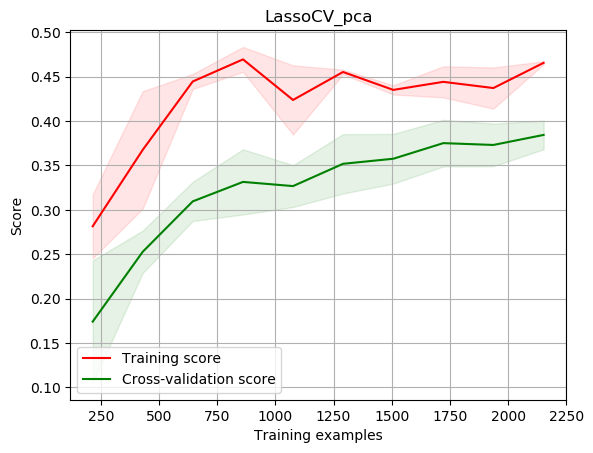 LassoCV_pca
0.50
0.45
0.40
0.35
0.30
0.25
0.20
0.15
0.10
Score
Training score
Cross-validation score
250 500 750 1000 1250 1500 1750 2000 2250
Training examples